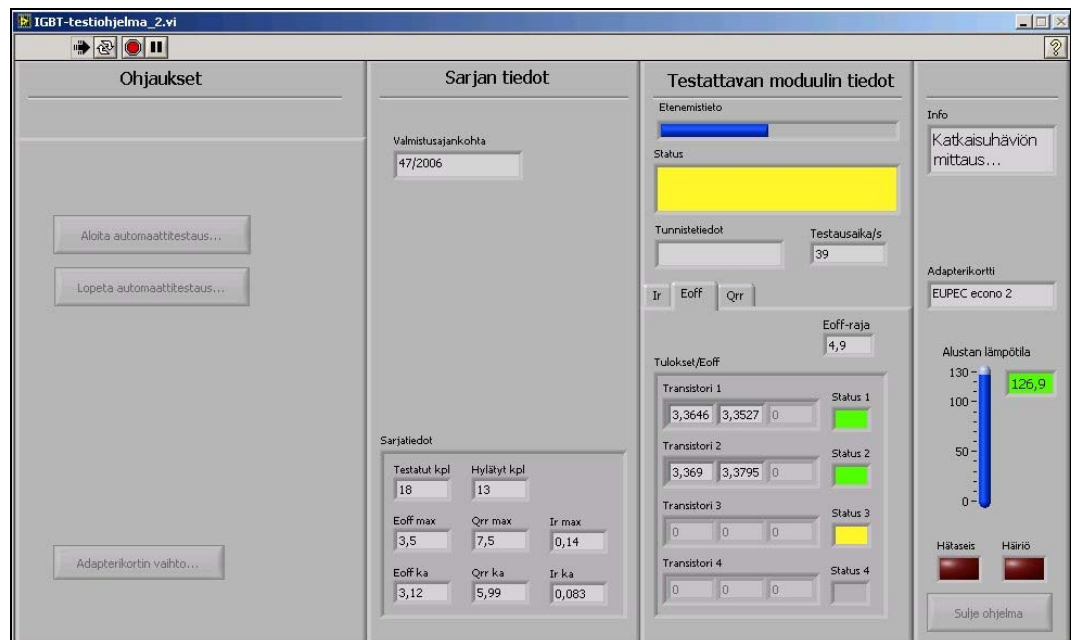 IGBT-testiohjelma_2.vi
Ohjaukset
Aloita automaattitestaus...
Lopeta automaattitestaus...
Adapterikortin vaihto...
Sarjan tiedot
Valmistusajankohta
47/2006
Sarjatiedot
Testatut kpl Hylätyt kpl
18 13
Eoff max Qrr max Ir max
3,5 7,5 0,14
Eoff ka Qrr ka Ir ka
3,12 5,99 0,083
Testattavan moduulin tiedot
Etenemistieto
Status
Tunnistetiedot Testausaika/s
39
Ir Eoff Qrr
Eoff-raja
4,9
Tulokset/Eoff
Transistori 1 Status 1
3,3646 3,3527 0
Transistori 2 Status 2
3,369 3,3795 0
Transistori 3 Status 3
0 0 0
Transistori 4 Status 4
0 0 0
Info
Katkaisuhäviön
mittaus...
Adapterikortti
EUPEC econo 2
Alustan lämpötila
130 126,9
100
50
0
Hätaseis Häiriö
Sulje ohjelma